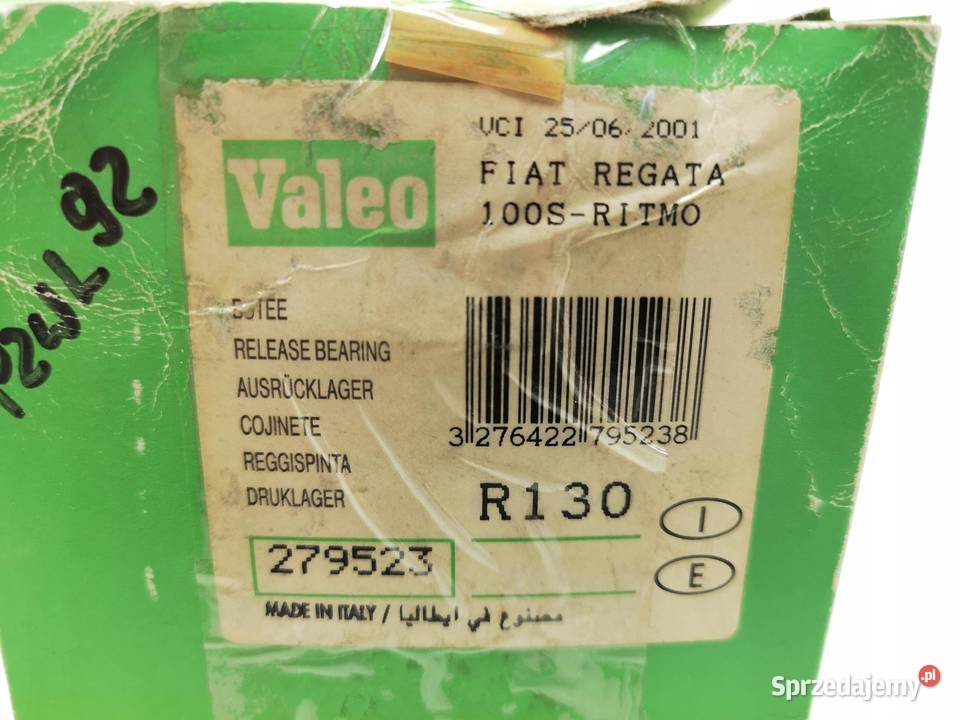 VCI 25/06/2001
FIAT REGATA
100S-RITMO
Valeo
BUTEE
RELEASE BEARING
AUSRÜCKLAGER
COJINETE
REGGISPINTA
DRUKLAGER
3 276422 795238
R130
I
E
279523
MADE IN ITALY / مصنوع في ايطاليا
92
Sprzedajemy.pl